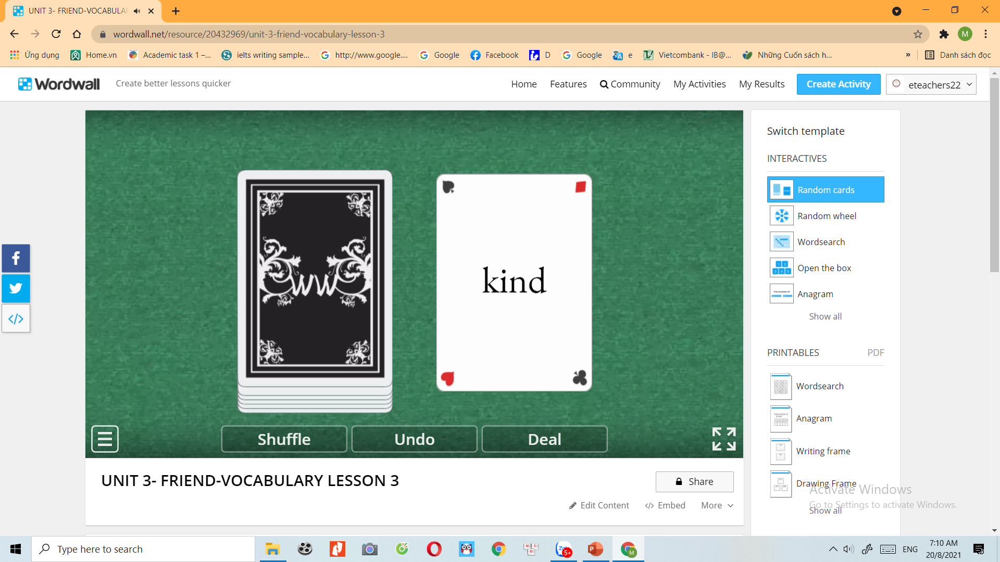 UNIT 3- FRIEND-VOCABULAR
wordwall.net/resource/20432969/unit-3-friend-vocabulary-lesson-3
M
Ứng dụng Home.vn Academic task 1 –... ielts writing sample... http://www.google.... Google Facebook D Google e Vietcombank - IB@... Những Cuốn sách h... » Danh sách đọc
Wordwall Create better lessons quicker Home Features Community My Activities My Results Create Activity eteachers22
Switch template
INTERACTIVES
Random cards
Random wheel
Wordsearch
Open the box
Anagram
Show all
PRINTABLES PDF
Wordsearch
Anagram
Writing frame
Drawing Frame
Show all
ww
kind
Shuffle Undo Deal
UNIT 3- FRIEND-VOCABULARY LESSON 3
Share
Edit Content </> Embed More
Activate Windows
Go to Settings to activate Windows.
Type here to search
5+
ENG
7:10 AM
20/8/2021